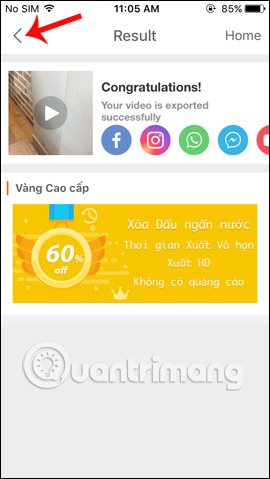 No SIM 11:05 AM 85%
Result Home
Congratulations!
Your video is exported
successfully
Vàng Cao cấp
60%
off
Xóa Dấu ngấn nước
Thời gian Xuất Vô hạn
Xuất HD
Không có quảng cáo
Quantrimang